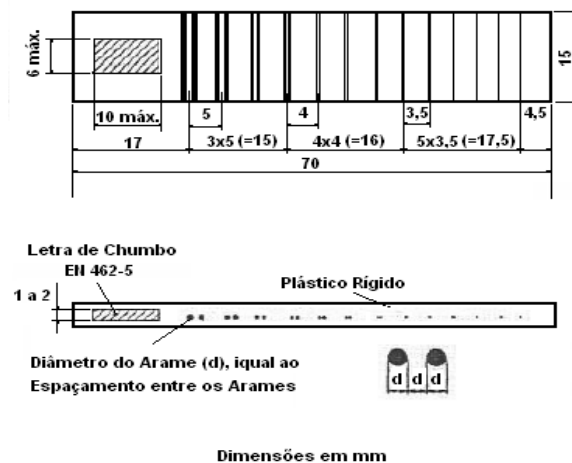 6 máx.
15
10 máx.
5
4
3,5
4,5
17
3x5 (=15)
4x4 (=16)
5x3,5 (=17,5)
70
Letra de Chumbo
EN 462-5
1 a 2
Plástico Rígido
Diâmetro do Arame (d), iqual ao
Espaçamento entre os Arames
d d d
Dimensões em mm